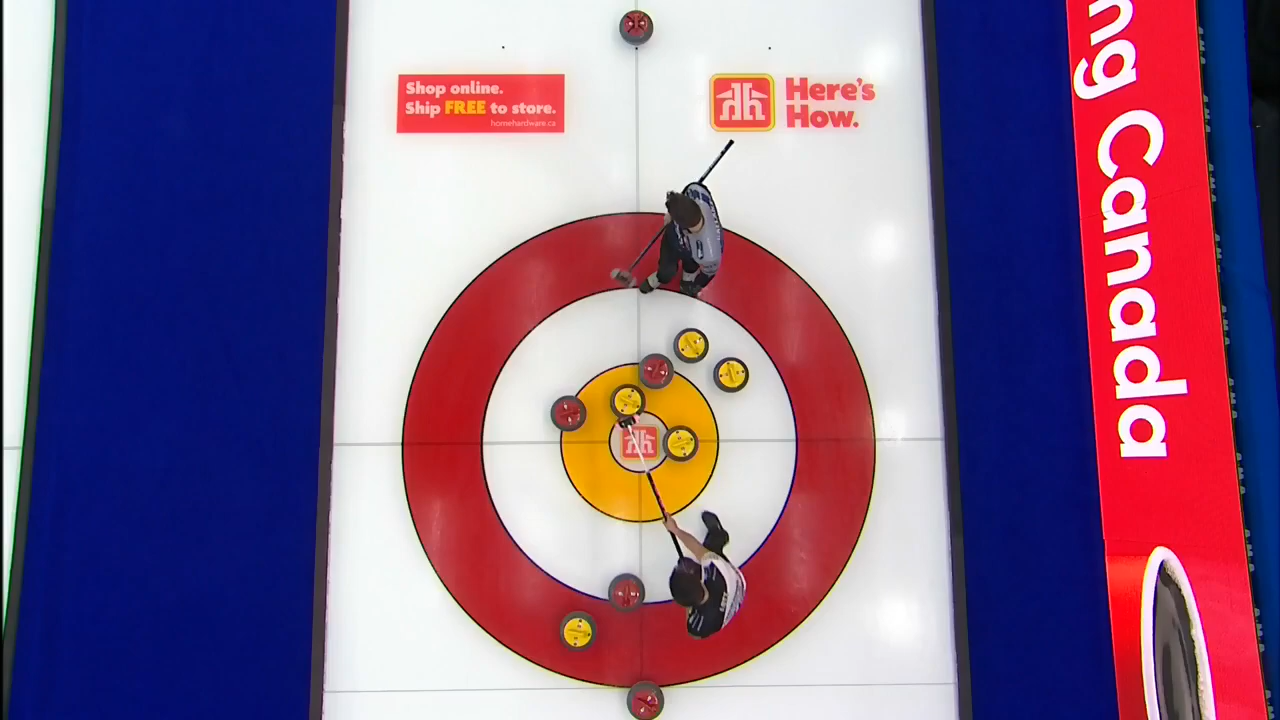 Shop online.
Ship FREE to store.
homehardware.ca
Here's
How.
ng Canada